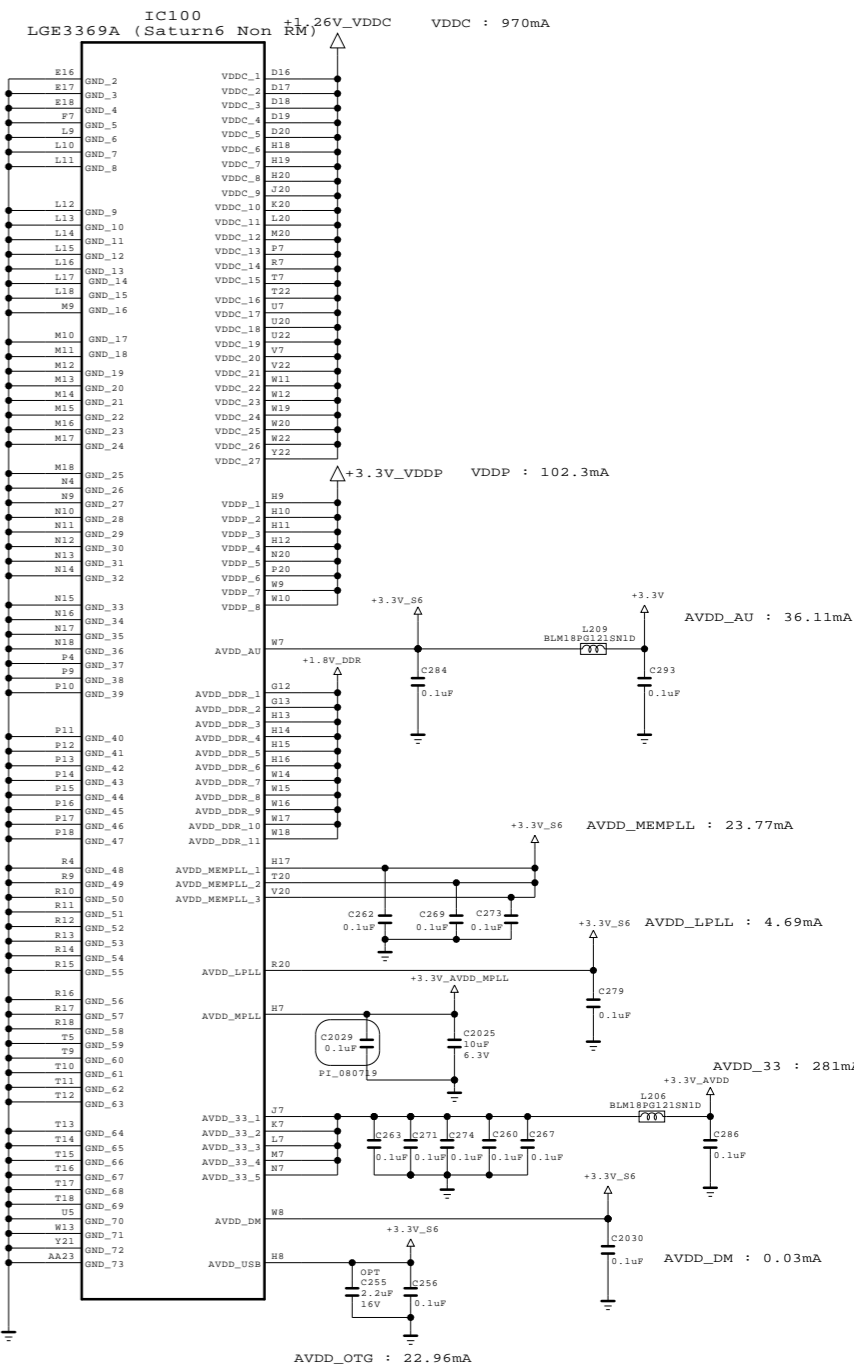 IC100
LGE3369A (Saturn6 Non RM)
+1.26V_VDDC
VDDC : 970mA
E16 GND_2
E17 GND_3
E18 GND_4
F7 GND_5
L9 GND_6
L10 GND_7
L11 GND_8
L12 GND_9
L13 GND_10
L14 GND_11
L15 GND_12
L16 GND_13
L17 GND_14
L18 GND_15
M9 GND_16
M10 GND_17
M11 GND_18
M12 GND_19
M13 GND_20
M14 GND_21
M15 GND_22
M16 GND_23
M17 GND_24
M18 GND_25
N4 GND_26
N9 GND_27
N10 GND_28
N11 GND_29
N12 GND_30
N13 GND_31
N14 GND_32
N15 GND_33
N16 GND_34
N17 GND_35
N18 GND_36
P4 GND_37
P9 GND_38
P10 GND_39
P11 GND_40
P12 GND_41
P13 GND_42
P14 GND_43
P15 GND_44
P16 GND_45
P17 GND_46
P18 GND_47
R4 GND_48
R9 GND_49
R10 GND_50
R11 GND_51
R12 GND_52
R13 GND_53
R14 GND_54
R15 GND_55
R16 GND_56
R17 GND_57
R18 GND_58
T5 GND_59
T9 GND_60
T10 GND_61
T11 GND_62
T12 GND_63
T13 GND_64
T14 GND_65
T15 GND_66
T16 GND_67
T17 GND_68
T18 GND_69
U5 GND_70
W13 GND_71
Y21 GND_72
AA23 GND_73
VDDC_1 D16
VDDC_2 D17
VDDC_3 D18
VDDC_4 D19
VDDC_5 D20
VDDC_6 H18
VDDC_7 H19
VDDC_8 H20
VDDC_9 J20
VDDC_10 K20
VDDC_11 L20
VDDC_12 M20
VDDC_13 P7
VDDC_14 R7
VDDC_15 T7
VDDC_16 T22
VDDC_17 U7
VDDC_18 U20
VDDC_19 U22
VDDC_20 V7
VDDC_21 V22
VDDC_22 W11
VDDC_23 W12
VDDC_24 W19
VDDC_25 W20
VDDC_26 W22
VDDC_27 Y22
+3.3V_VDDP
VDDP : 102.3mA
VDDP_1 H9
VDDP_2 H10
VDDP_3 H11
VDDP_4 H12
VDDP_5 N20
VDDP_6 P20
VDDP_7 W9
VDDP_8 W10
+3.3V_S6
+3.3V
AVDD_AU : 36.11mA
L209
BLM18PG121SN1D
AVDD_AU W7
C284
0.1uF
C293
0.1uF
+1.8V_DDR
AVDD_DDR_1 G12
AVDD_DDR_2 G13
AVDD_DDR_3 H13
AVDD_DDR_4 H14
AVDD_DDR_5 H15
AVDD_DDR_6 H16
AVDD_DDR_7 W14
AVDD_DDR_8 W15
AVDD_DDR_9 W16
AVDD_DDR_10 W17
AVDD_DDR_11 W18
+3.3V_S6
AVDD_MEMPLL : 23.77mA
AVDD_MEMPLL_1 H17
AVDD_MEMPLL_2 T20
AVDD_MEMPLL_3 V20
C262
0.1uF
C269
0.1uF
C273
0.1uF
+3.3V_S6
AVDD_LPLL : 4.69mA
AVDD_LPLL R20
C279
0.1uF
+3.3V_AVDD_MPLL
AVDD_MPLL H7
C2029
0.1uF
PI_080719
C2025
10uF
6.3V
AVDD_33 : 281mA
+3.3V_AVDD
L206
BLM18PG121SN1D
AVDD_33_1 J7
AVDD_33_2 K7
AVDD_33_3 L7
AVDD_33_4 M7
AVDD_33_5 N7
C263
0.1uF
C271
0.1uF
C274
0.1uF
C260
0.1uF
C267
0.1uF
C286
0.1uF
+3.3V_S6
AVDD_DM W8
C2030
0.1uF
AVDD_DM : 0.03mA
+3.3V_S6
AVDD_USB H8
OPT
C255
2.2uF
16V
C256
0.1uF
AVDD_OTG : 22.96mA